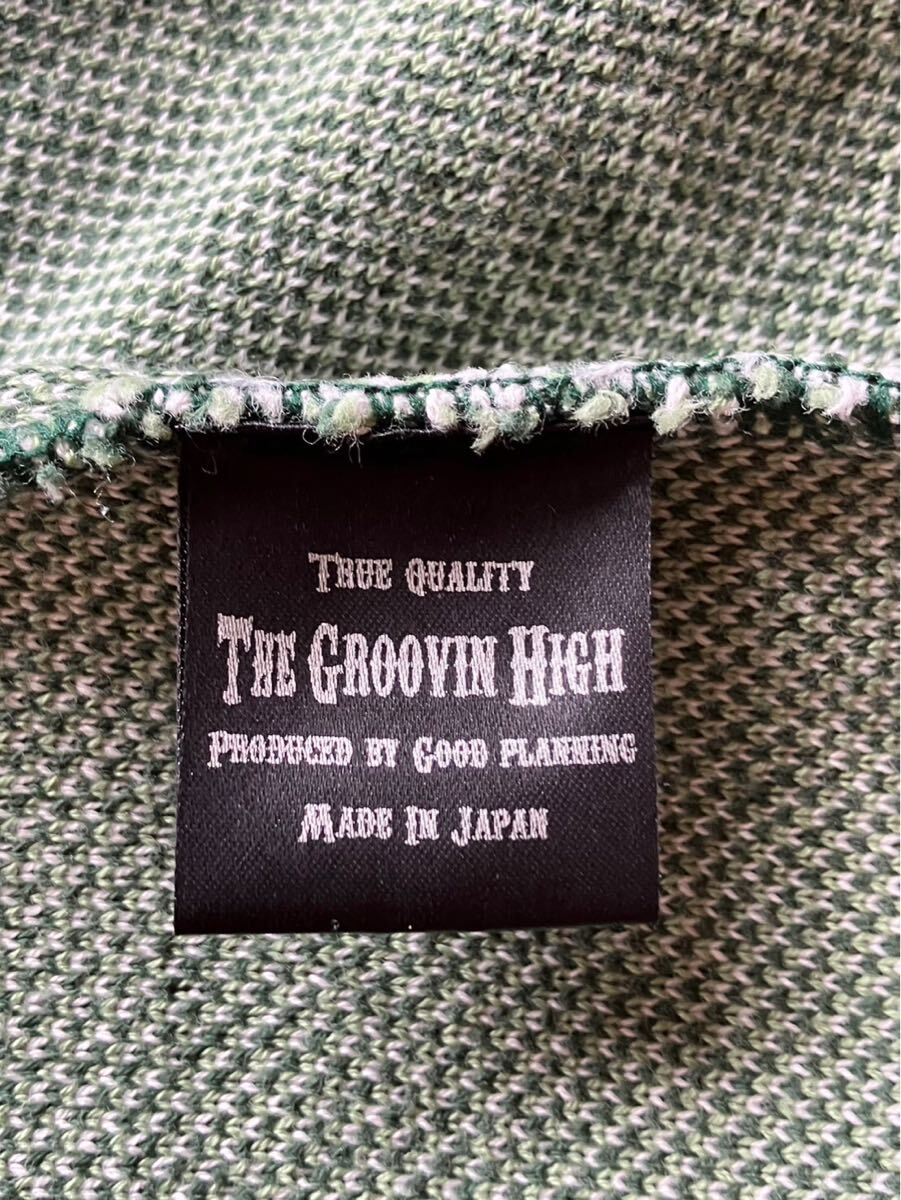 True Quality
The Groovin High
Produced by Good Planning
Made In Japan